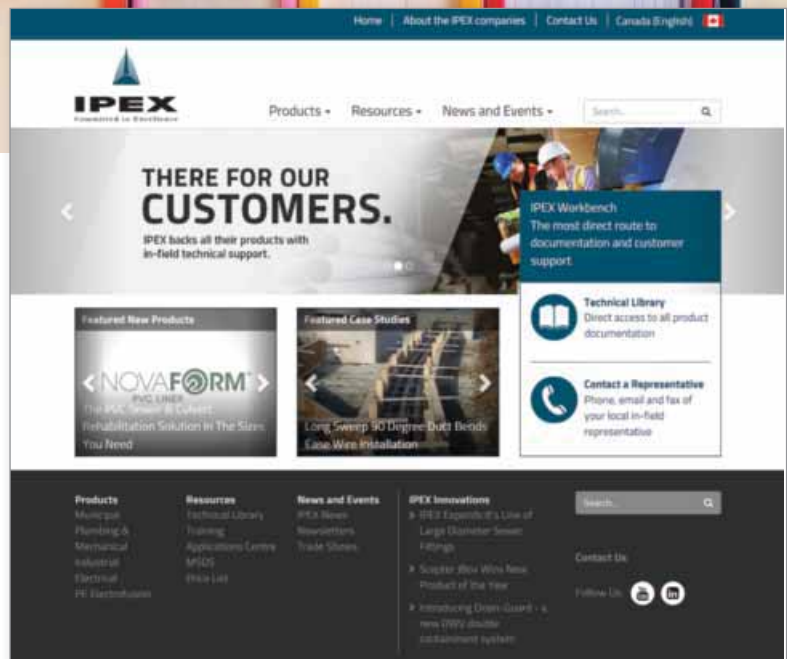 Home | About the IPEX companies | Contact Us | Canada (English)
IPEX
Committed to Excellence
Products
Resources
News and Events
Search...
THERE FOR OUR
CUSTOMERS.
IPEX backs all their products with
in-field technical support.
IPEX Workbench
The most direct route to
documentation and customer
support
Technical Library
Direct access to all product
documentation
Contact a Representative
Phone, email and fax of
your local in-field
representative
Featured New Products
NOVAFORM™
PVC LINER
The PVC Sewer & Culvert
Rehabilitation Solution In The Sizes
You Need
Featured Case Studies
Long Sweep 90 Degree Duct Bends
Ease Wire Installation
Products
Municipal
Plumbing &
Mechanical
Industrial
Electrical
PE Electrofusion
Resources
Technical Library
Training
Applications Centre
MSDS
Price List
News and Events
IPEX News
Newsletters
Trade Shows
IPEX Innovations
IPEX Expands It's Line of
Large Diameter Sewer
Fittings
Scepter JBox Wins New
Product of the Year
Introducing Drain-Guard - a
new DWV double
containment system
Search...
Contact Us
Follow Us
You
in